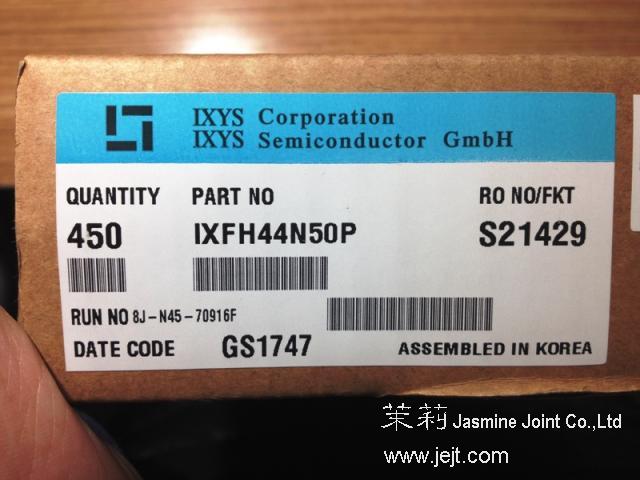 IXYS Corporation
IXYS Semiconductor GmbH
QUANTITY PART NO RO NO/FKT
450 IXFH44N50P S21429
RUN NO 8J-N45-70916F
DATE CODE GS1747 ASSEMBLED IN KOREA
茉莉 Jasmine Joint Co.,Ltd
www.jejt.com